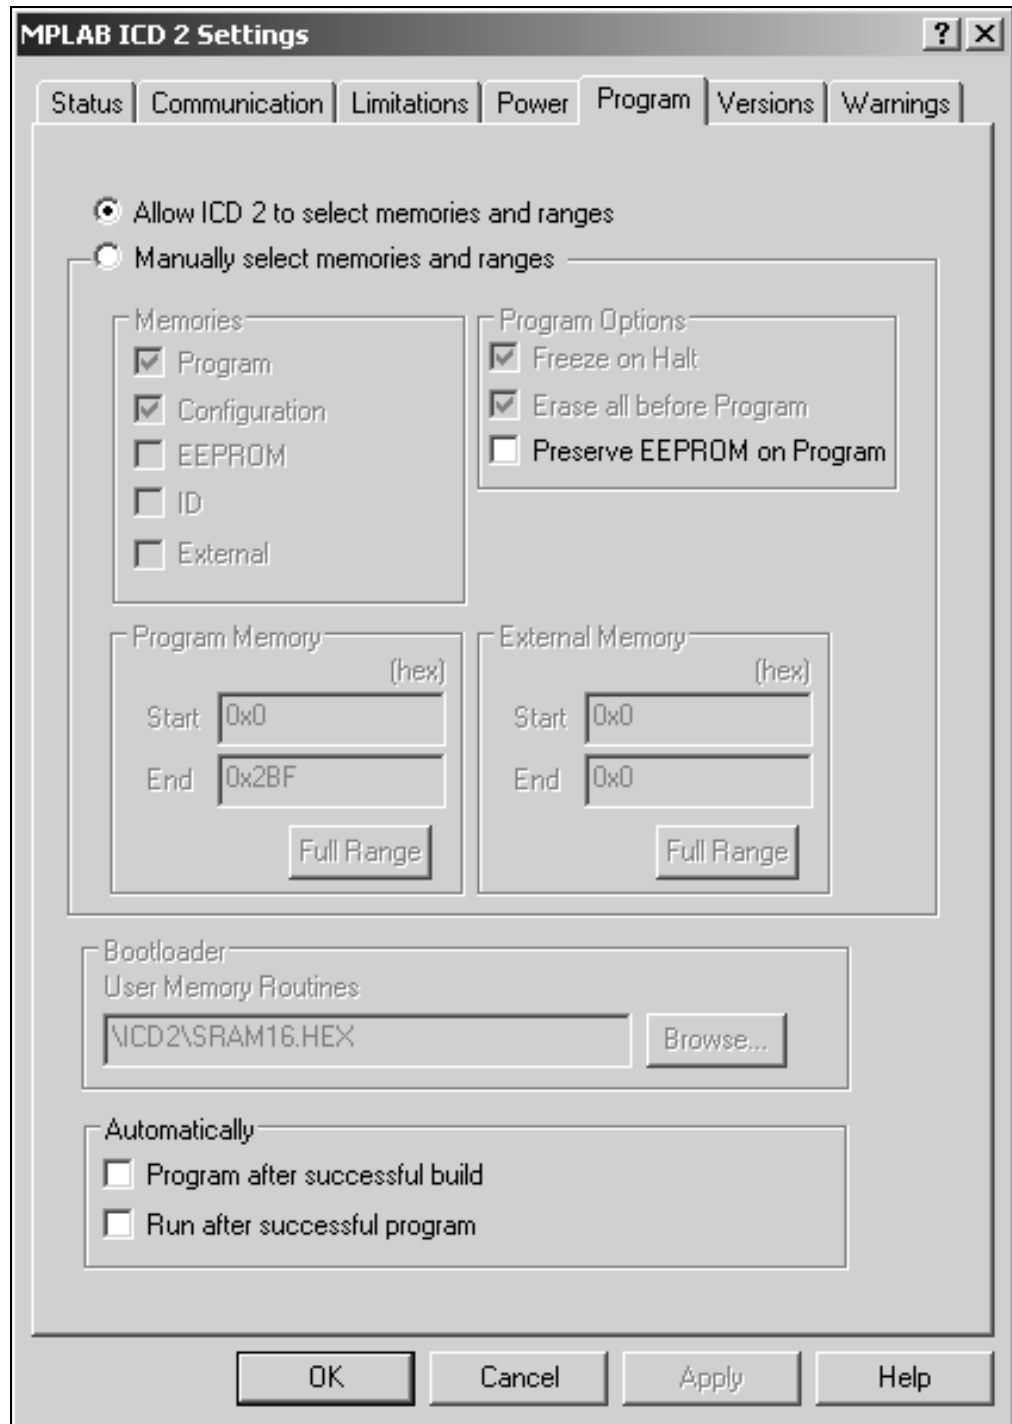 MPLAB ICD 2 Settings
Status Communication Limitations Power Program Versions Warnings
Allow ICD 2 to select memories and ranges
Manually select memories and ranges
Memories
Program
Configuration
EEPROM
ID
External
Program Options
Freeze on Halt
Erase all before Program
Preserve EEPROM on Program
Program Memory
(hex)
Start 0x0
End 0x2BF
Full Range
External Memory
(hex)
Start 0x0
End 0x0
Full Range
Bootloader
User Memory Routines
\ICD2\SRAM16.HEX Browse...
Automatically
Program after successful build
Run after successful program
OK Cancel Apply Help